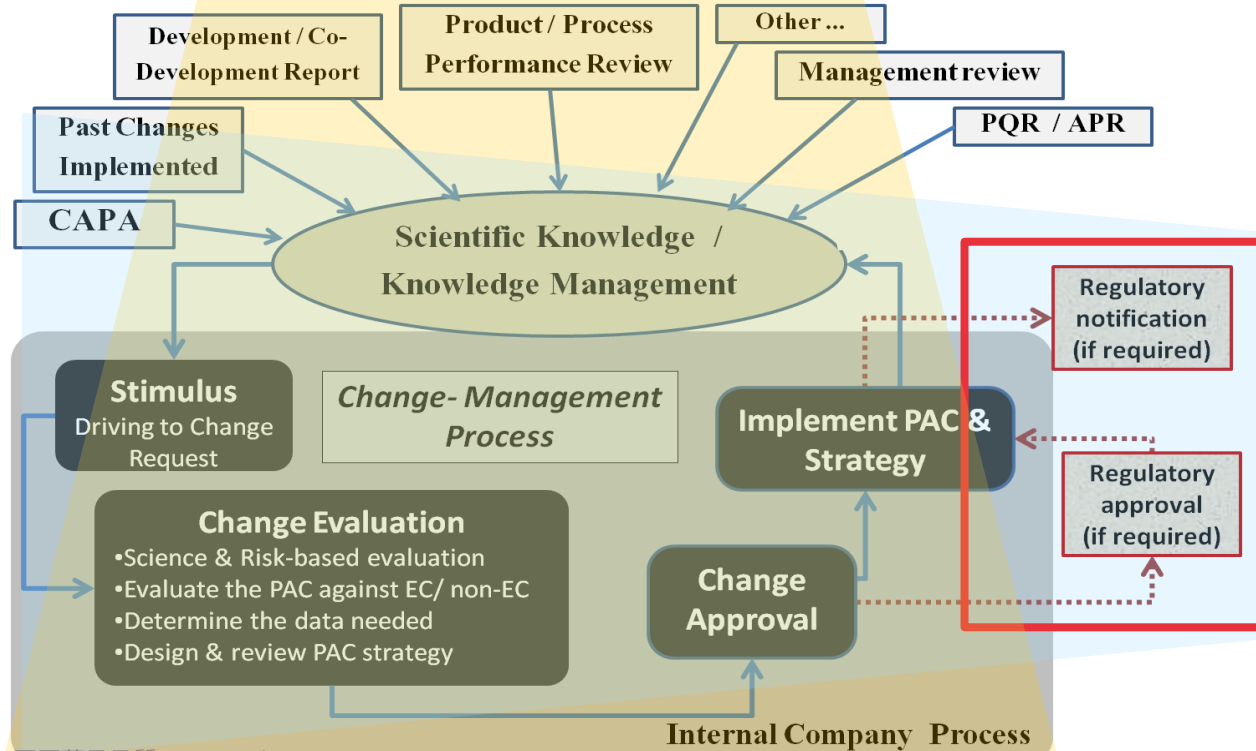 Development / Co-
Development Report
Product / Process
Performance Review
Other ...
Management review
PQR / APR
Past Changes
Implemented
CAPA
Scientific Knowledge /
Knowledge Management
Regulatory
notification
(if required)
Stimulus
Driving to Change
Request
Change- Management
Process
Implement PAC &
Strategy
Regulatory
approval
(if required)
Change Evaluation
•Science & Risk-based evaluation
•Evaluate the PAC against EC/ non-EC
•Determine the data needed
•Design & review PAC strategy
Change
Approval
Internal Company Process